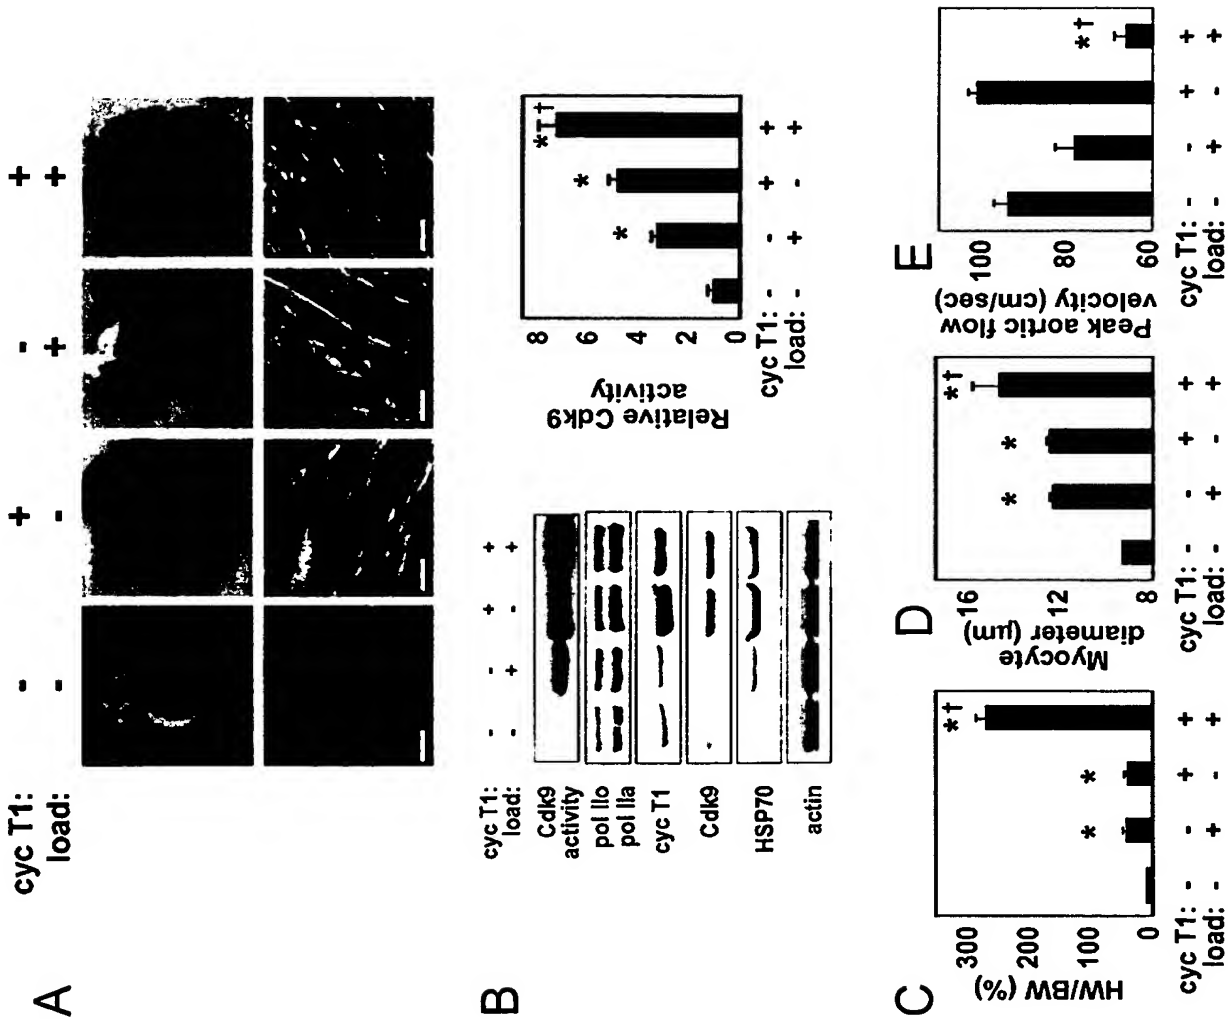 A
cyc T1: - + - +
load: - - + +
B
cyc T1: - - + +
load: - + - +
Cdk9
activity
pol IIo
pol IIa
cyc T1
Cdk9
HSP70
actin
Relative Cdk9
activity
8
6
4
2
0
* * *†
cyc T1: - - + +
load: - + - +
C
HW/BW (%)
300
200
100
0
* * *†
cyc T1: - - + +
load: - + - +
D
Myocyte
diameter (µm)
16
12
8
* * *†
cyc T1: - - + +
load: - + - +
E
Peak aortic flow
velocity (cm/sec)
100
80
60
*†
cyc T1: - - + +
load: - + - +